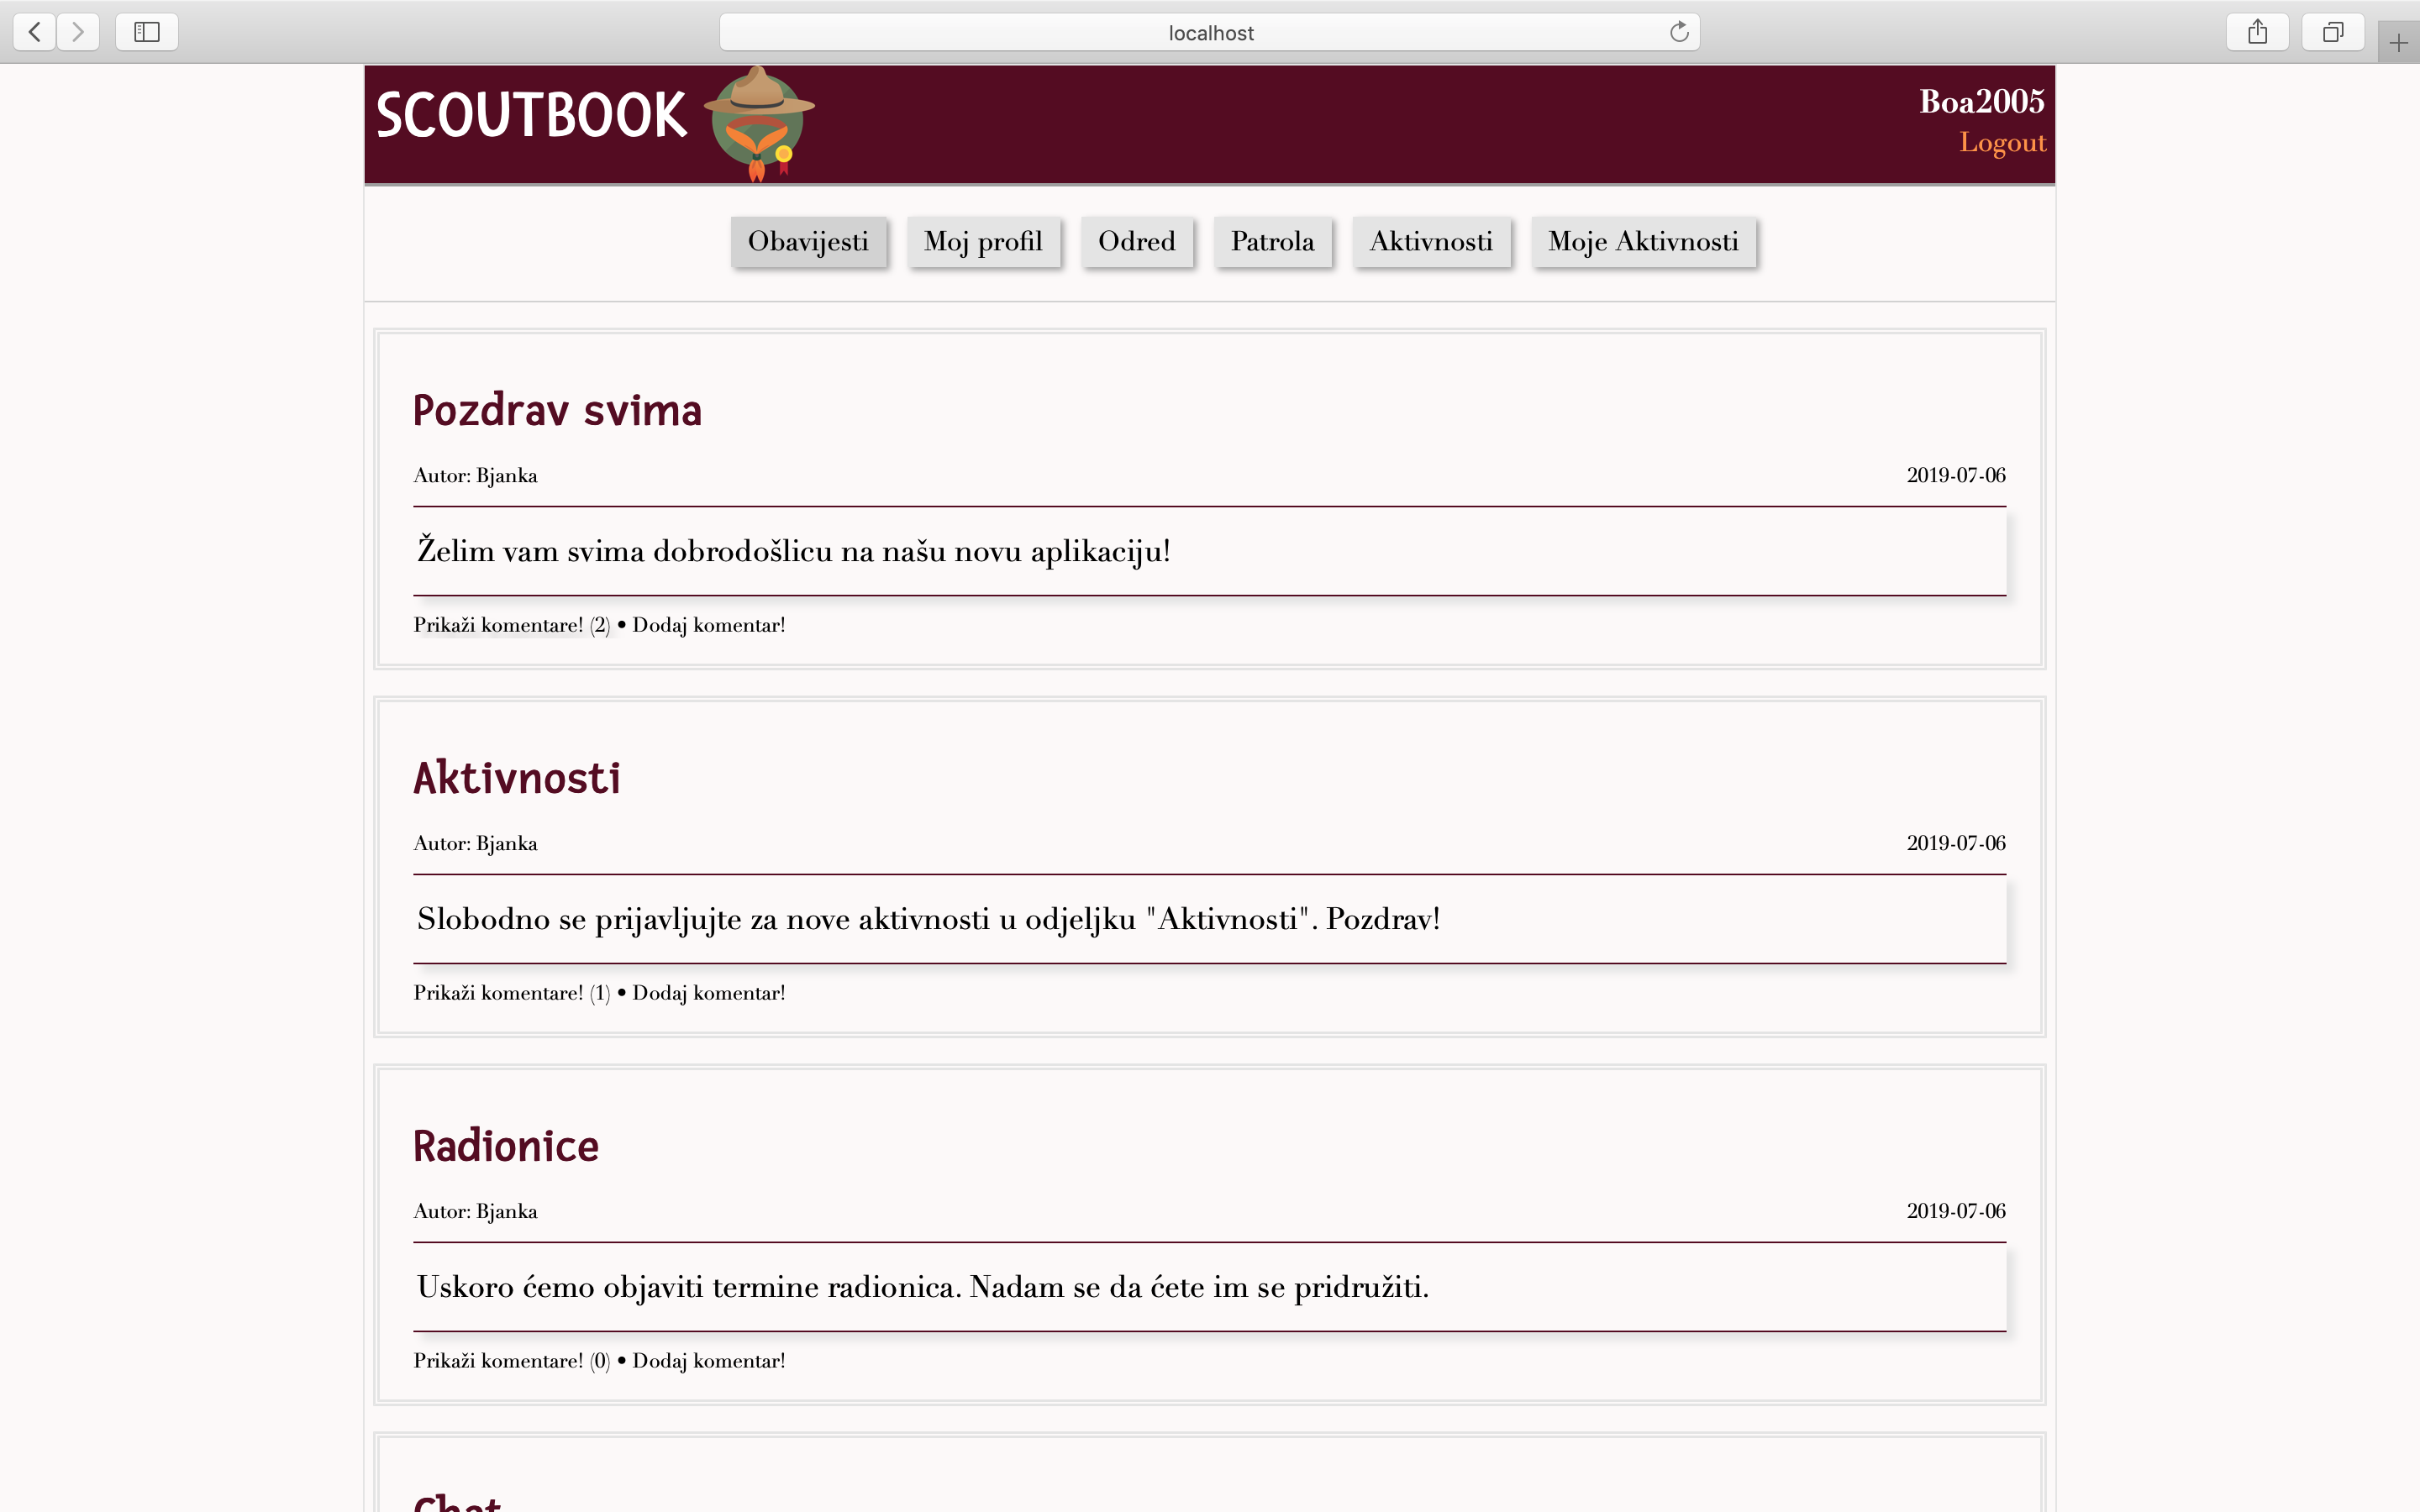 localhost
SCOUTBOOK
Boa2005
Logout
Obavijesti Moj profil Odred Patrola Aktivnosti Moje Aktivnosti
Pozdrav svima
Autor: Bjanka 2019-07-06
Želim vam svima dobrodošlicu na našu novu aplikaciju!
Prikaži komentare! (2) • Dodaj komentar!
Aktivnosti
Autor: Bjanka 2019-07-06
Slobodno se prijavljujte za nove aktivnosti u odjeljku "Aktivnosti". Pozdrav!
Prikaži komentare! (1) • Dodaj komentar!
Radionice
Autor: Bjanka 2019-07-06
Uskoro ćemo objaviti termine radionica. Nadam se da ćete im se pridružiti.
Prikaži komentare! (0) • Dodaj komentar!
Chat